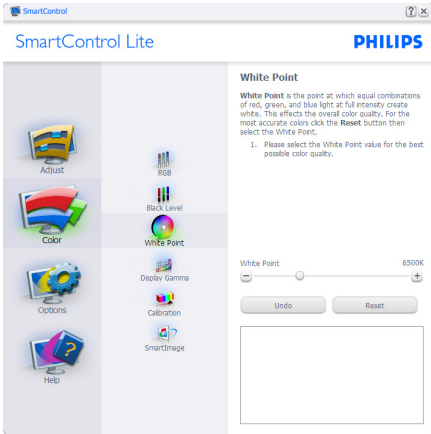 SmartControl
SmartControl Lite
PHILIPS
Adjust
Color
Options
Help
RGB
Black Level
White Point
Display Gamma
Calibration
SmartImage
White Point
White Point is the point at which equal combinations
of red, green, and blue light at full intensity create
white. This effects the overall color quality. For the
most accurate colors click the Reset button then
select the White Point.
1. Please select the White Point value for the best
possible color quality.
White Point 6500K
Undo Reset